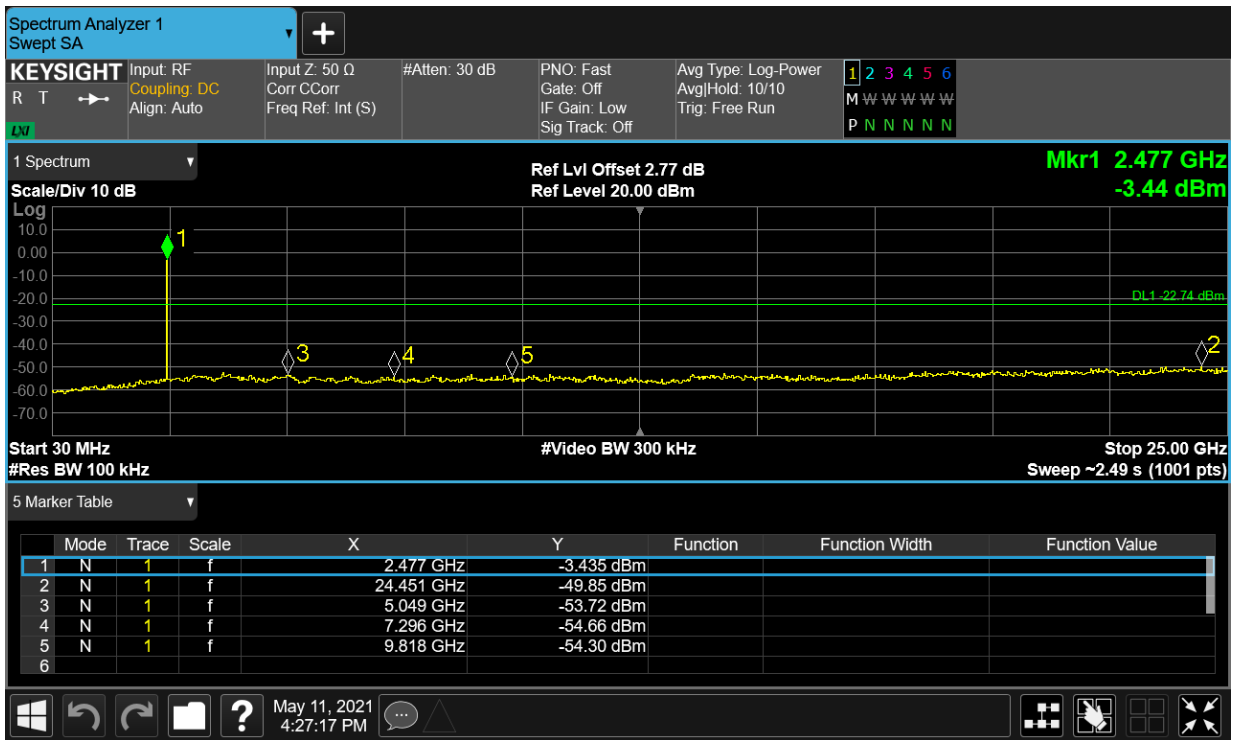 Spectrum Analyzer 1
Swept SA
+
KEYSIGHT
R T
LXI
Input: RF
Coupling: DC
Align: Auto
Input Z: 50 Ω
Corr CCorr
Freq Ref: Int (S)
#Atten: 30 dB
PNO: Fast
Gate: Off
IF Gain: Low
Sig Track: Off
Avg Type: Log-Power
Avg|Hold: 10/10
Trig: Free Run
1 2 3 4 5 6
M W W W W W
P N N N N N
1 Spectrum
Scale/Div 10 dB
Ref Lvl Offset 2.77 dB
Ref Level 20.00 dBm
Mkr1 2.477 GHz
-3.44 dBm
Log
10.0
0.00
-10.0
-20.0
-30.0
-40.0
-50.0
-60.0
-70.0
1
DL1 -22.74 dBm
3
4
5
2
Start 30 MHz
#Res BW 100 kHz
#Video BW 300 kHz
Stop 25.00 GHz
Sweep ~2.49 s (1001 pts)
5 Marker Table
Mode Trace Scale X Y Function Function Width Function Value
1 N 1 f 2.477 GHz -3.435 dBm
2 N 1 f 24.451 GHz -49.85 dBm
3 N 1 f 5.049 GHz -53.72 dBm
4 N 1 f 7.296 GHz -54.66 dBm
5 N 1 f 9.818 GHz -54.30 dBm
6
?
May 11, 2021
4:27:17 PM